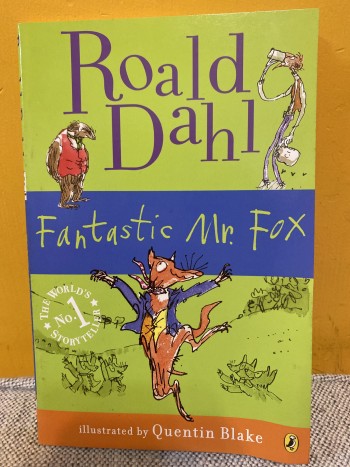 Roald
Dahl
Fantastic Mr. Fox
THE WORLD'S
No. 1
STORYTELLER
illustrated by Quentin Blake